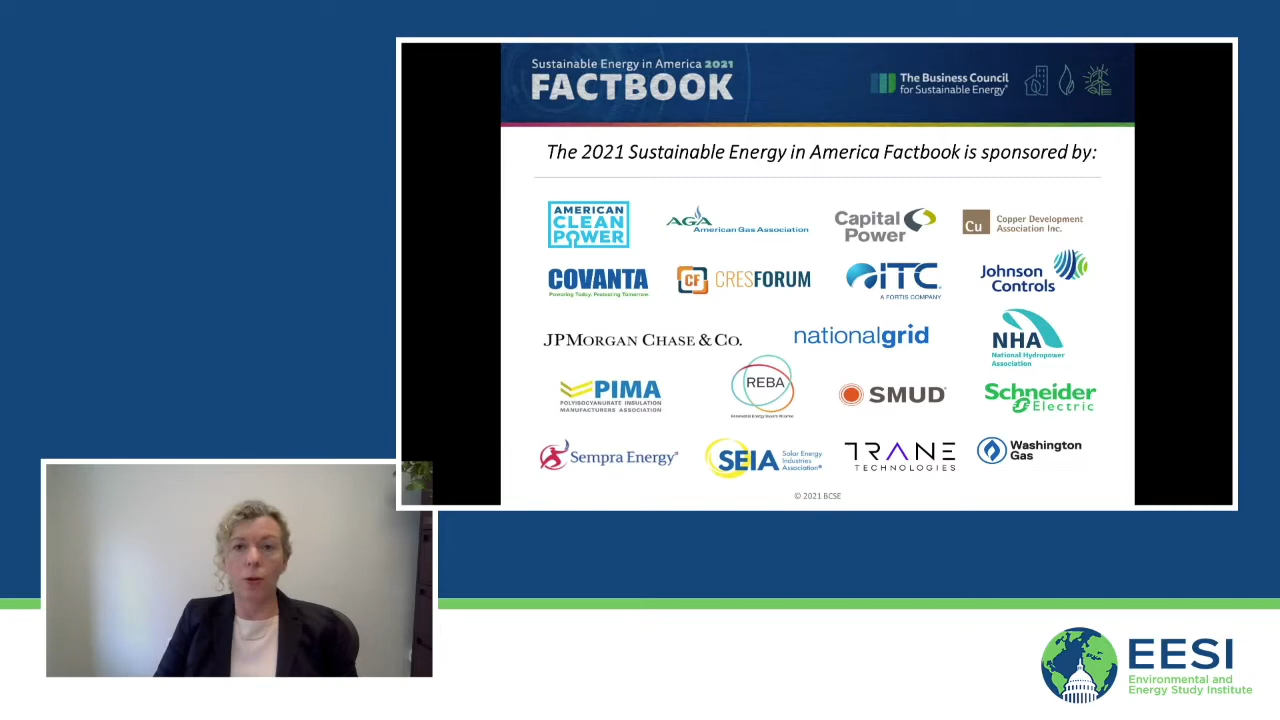 Sustainable Energy in America 2021
FACTBOOK
The Business Council
for Sustainable Energy®
The 2021 Sustainable Energy in America Factbook is sponsored by:
AMERICAN
CLEAN
POWER
AGA
American Gas Association
Capital
Power
Cu
Copper Development
Association Inc.
COVANTA
Powering Today. Protecting Tomorrow.
CF
CRESFORUM
ITC
A FORTIS COMPANY
Johnson
Controls
JPMORGAN CHASE & CO.
nationalgrid
NHA
National Hydropower
Association
PIMA
POLYISOCYANURATE INSULATION
MANUFACTURERS ASSOCIATION
REBA
Renewable Energy Buyers Alliance
SMUD®
Schneider
Electric
Sempra Energy®
SEIA
Solar Energy
Industries
Association®
TRANE
TECHNOLOGIES
Washington
Gas
© 2021 BCSE
EESI
Environmental and
Energy Study Institute